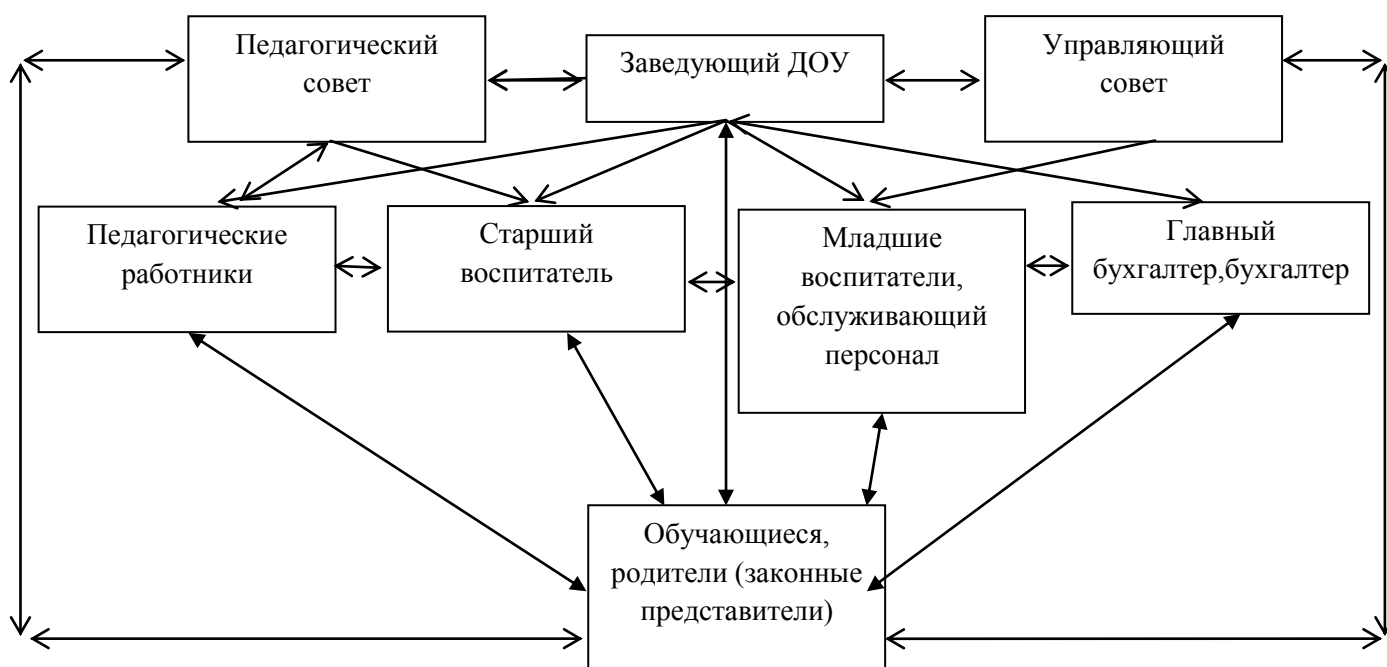 Педагогический
совет
Заведующий ДОУ
Управляющий
совет
Педагогические
работники
Старший
воспитатель
Младшие
воспитатели,
обслуживающий
персонал
Главный
бухгалтер,бухгалтер
Обучающиеся,
родители (законные
представители)